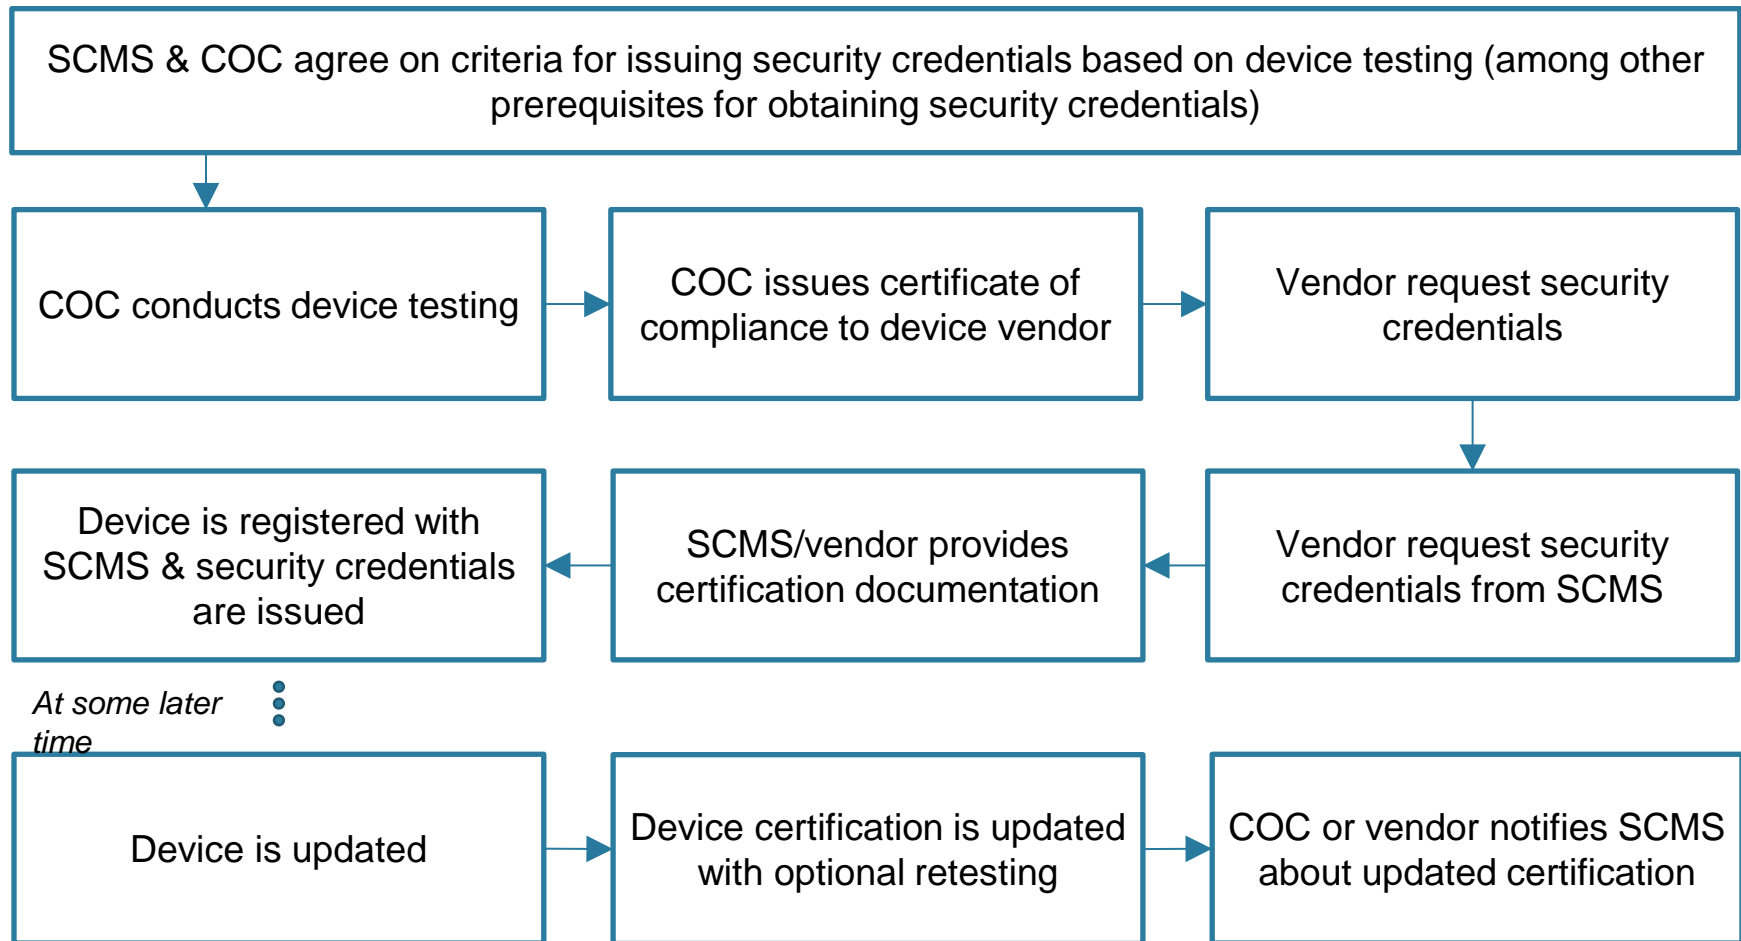 SCMS & COC agree on criteria for issuing security credentials based on device testing (among other
prerequisites for obtaining security credentials)
COC conducts device testing
COC issues certificate of
compliance to device vendor
Vendor request security
credentials
Vendor request security
credentials from SCMS
SCMS/vendor provides
certification documentation
Device is registered with
SCMS & security credentials
are issued
At some later
time
Device is updated
Device certification is updated
with optional retesting
COC or vendor notifies SCMS
about updated certification